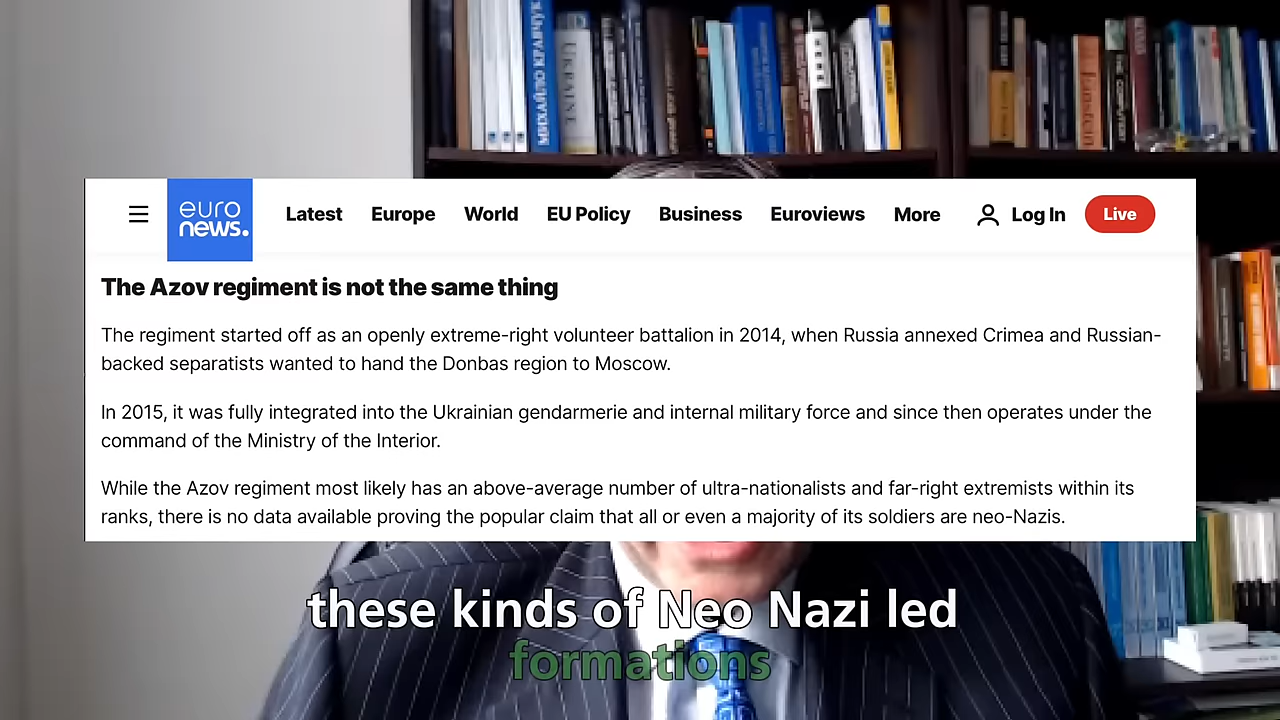 МИХАЙЛО КРАВЧУК
UKRAINE
euro
news.
Latest
Europe
World
EU Policy
Business
Euroviews
More
Log In
Live
The Azov regiment is not the same thing
The regiment started off as an openly extreme-right volunteer battalion in 2014, when Russia annexed Crimea and Russian-
backed separatists wanted to hand the Donbas region to Moscow.
In 2015, it was fully integrated into the Ukrainian gendarmerie and internal military force and since then operates under the
command of the Ministry of the Interior.
While the Azov regiment most likely has an above-average number of ultra-nationalists and far-right extremists within its
ranks, there is no data available proving the popular claim that all or even a majority of its soldiers are neo-Nazis.
these kinds of Neo Nazi led
formations